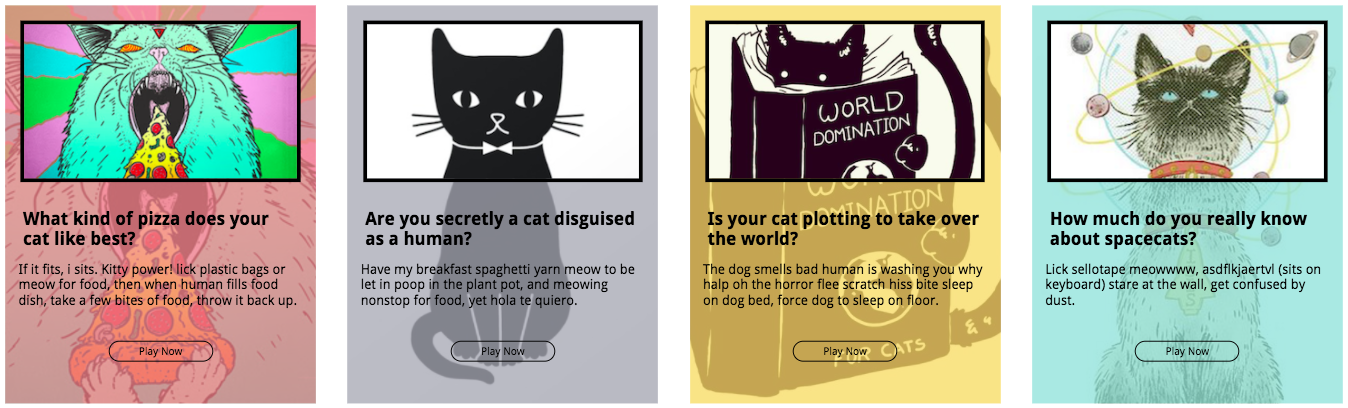 What kind of pizza does your
cat like best?
If it fits, i sits. Kitty power! lick plastic bags or
meow for food, then when human fills food
dish, take a few bites of food, throw it back up.
Play Now
Are you secretly a cat disguised
as a human?
Have my breakfast spaghetti yarn meow to be
let in poop in the plant pot, and meowing
nonstop for food, yet hola te quiero.
Play Now
WORLD
DOMINATION
WORLD
DOMINATION
Is your cat plotting to take over
the world?
The dog smells bad human is washing you why
halp oh the horror flee scratch hiss bite sleep
on dog bed, force dog to sleep on floor.
Play Now
FOR CATS
&
How much do you really know
about spacecats?
Lick sellotape meowwww, asdflkjaertvl (sits on
keyboard) stare at the wall, get confused by
dust.
Play Now